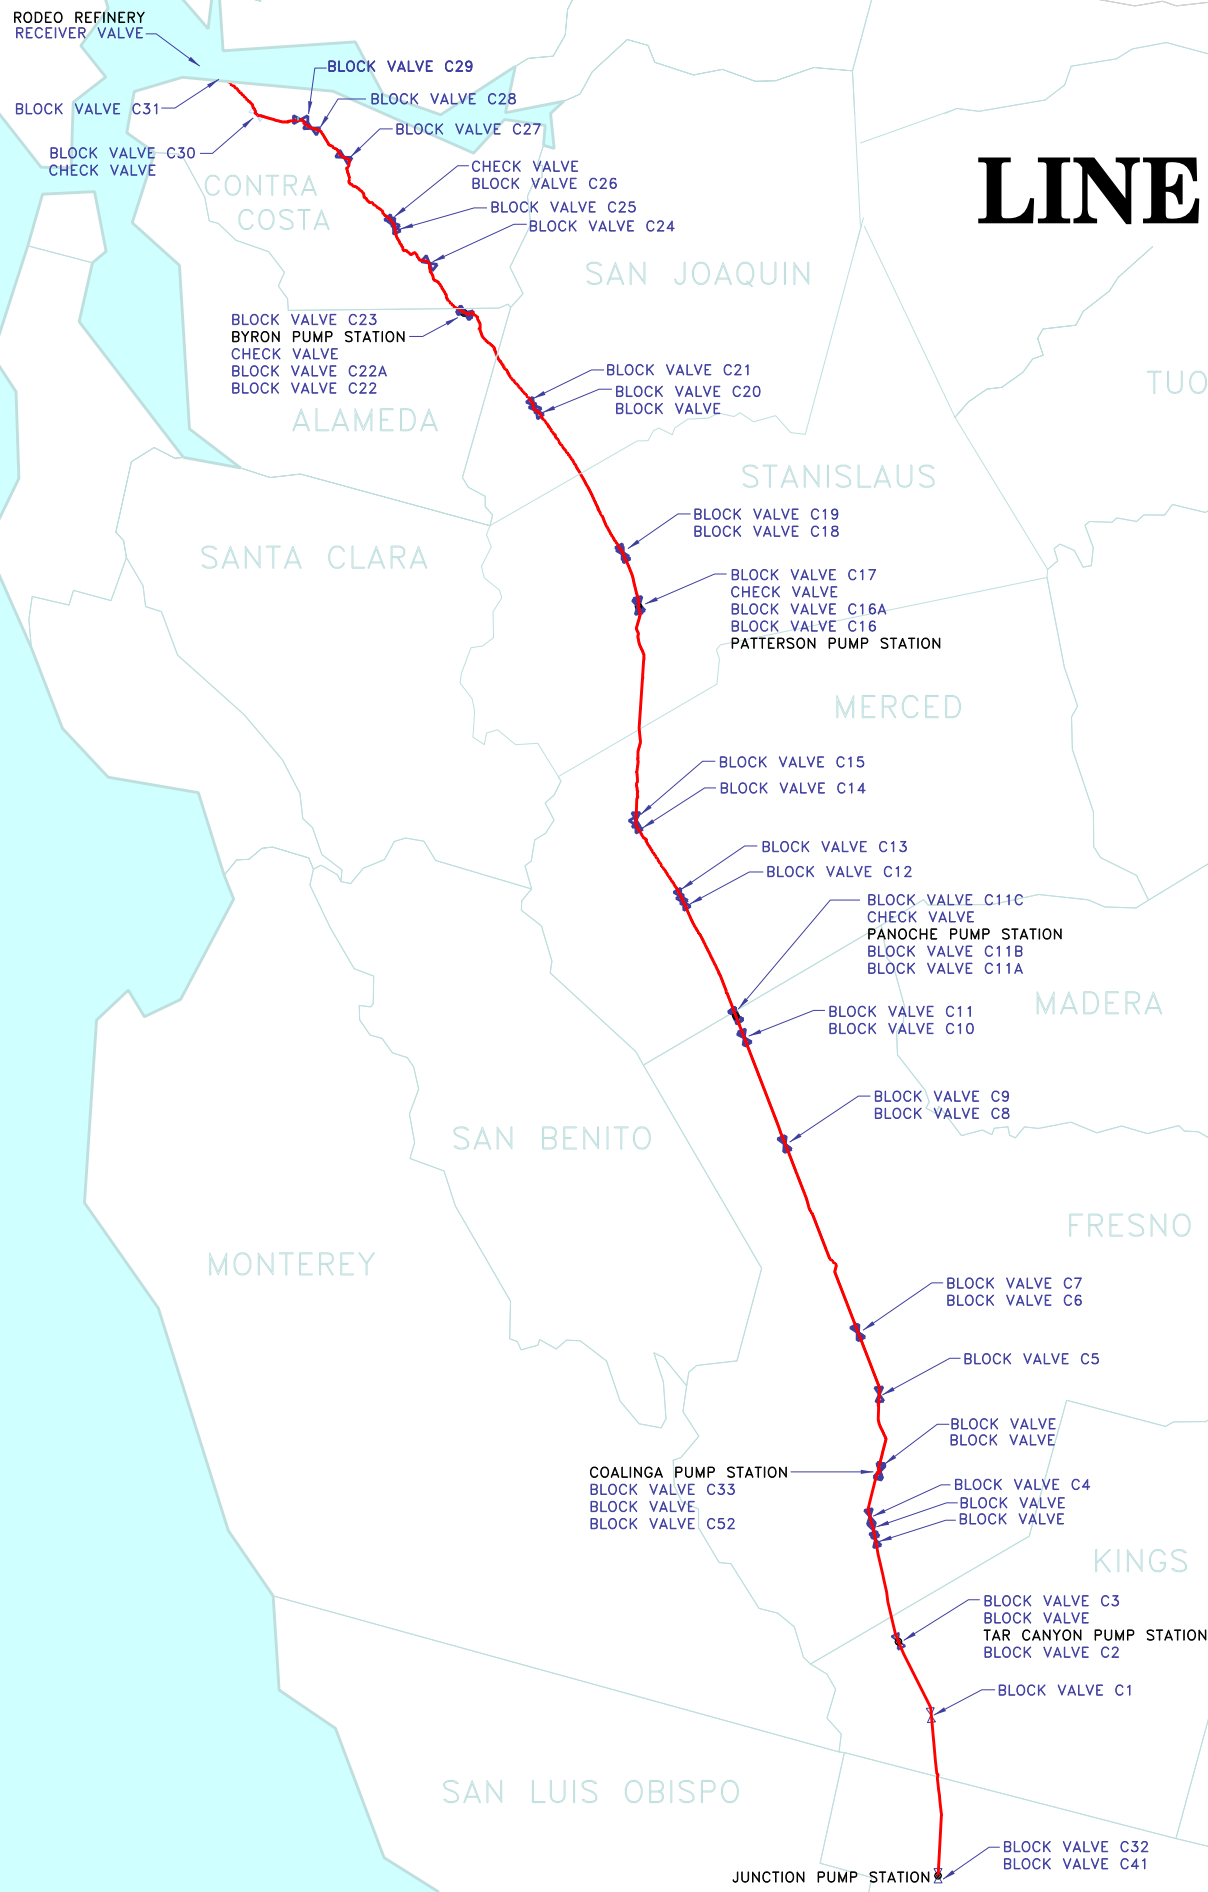 RODEO REFINERY
RECEIVER VALVE
BLOCK VALVE C29
BLOCK VALVE C28
BLOCK VALVE C31
BLOCK VALVE C27
BLOCK VALVE C30
CHECK VALVE
CHECK VALVE
BLOCK VALVE C26
LINE
CONTRA
COSTA
BLOCK VALVE C25
BLOCK VALVE C24
SAN JOAQUIN
BLOCK VALVE C23
BYRON PUMP STATION
CHECK VALVE
BLOCK VALVE C22A
BLOCK VALVE C22
BLOCK VALVE C21
BLOCK VALVE C20
BLOCK VALVE
TUO
ALAMEDA
STANISLAUS
BLOCK VALVE C19
BLOCK VALVE C18
SANTA CLARA
BLOCK VALVE C17
CHECK VALVE
BLOCK VALVE C16A
BLOCK VALVE C16
PATTERSON PUMP STATION
MERCED
BLOCK VALVE C15
BLOCK VALVE C14
BLOCK VALVE C13
BLOCK VALVE C12
BLOCK VALVE C11C
CHECK VALVE
PANOCHE PUMP STATION
BLOCK VALVE C11B
BLOCK VALVE C11A
MADERA
BLOCK VALVE C11
BLOCK VALVE C10
BLOCK VALVE C9
BLOCK VALVE C8
SAN BENITO
FRESNO
MONTEREY
BLOCK VALVE C7
BLOCK VALVE C6
BLOCK VALVE C5
BLOCK VALVE
BLOCK VALVE
COALINGA PUMP STATION
BLOCK VALVE C33
BLOCK VALVE
BLOCK VALVE C52
BLOCK VALVE C4
BLOCK VALVE
BLOCK VALVE
KINGS
BLOCK VALVE C3
BLOCK VALVE
TAR CANYON PUMP STATION
BLOCK VALVE C2
BLOCK VALVE C1
SAN LUIS OBISPO
BLOCK VALVE C32
BLOCK VALVE C41
JUNCTION PUMP STATION